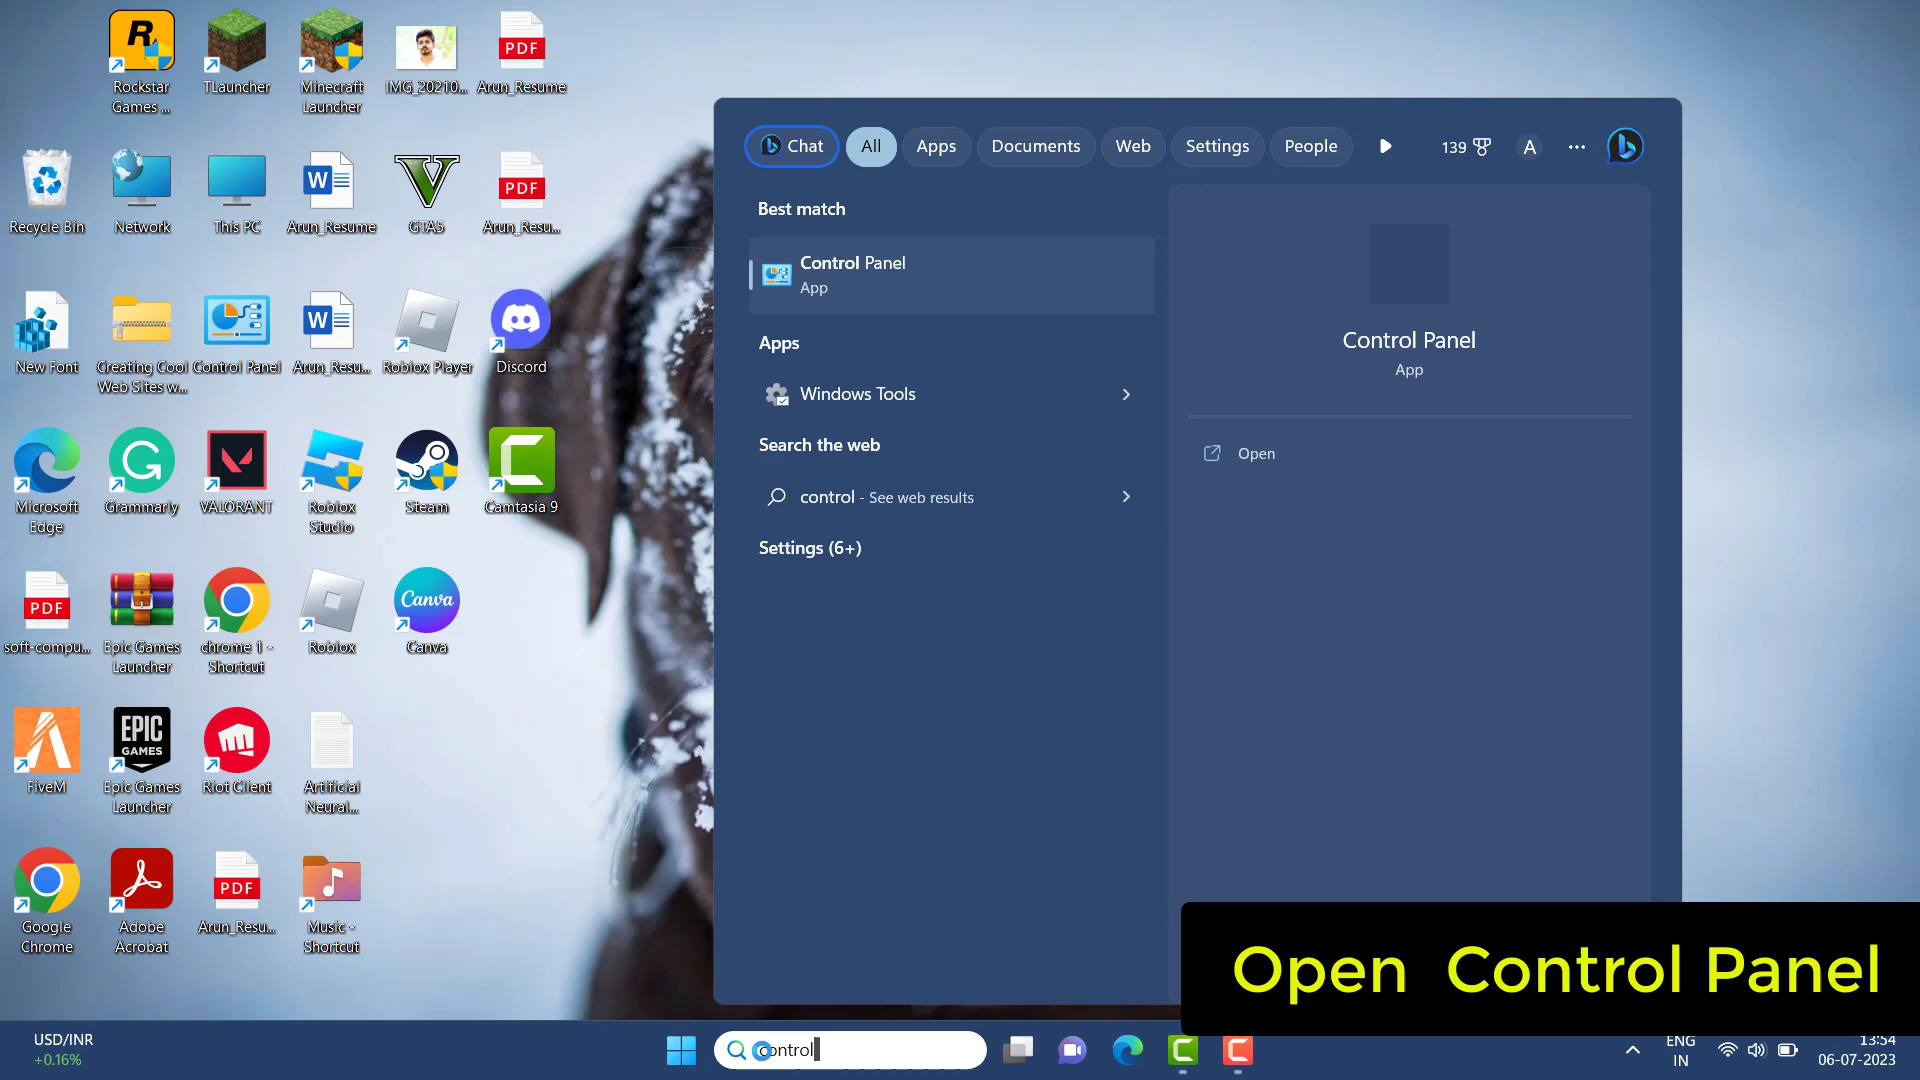 Rockstar
Games ...
TLauncher
Minecraft
Launcher
IMG_20210...
PDF
Arun_Resume
Recycle Bin
Network
This PC
Arun_Resume
GTA5
PDF
Arun_Resu...
New Font
Creating Cool
Web Sites w...
Control Panel
Arun_Resu...
Roblox Player
Discord
Microsoft
Edge
Grammarly
VALORANT
Roblox
Studio
Steam
Camtasia 9
PDF
soft-compu...
Epic Games
Launcher
chrome 1 -
Shortcut
Roblox
Canva
Canva
FiveM
EPIC
GAMES
Epic Games
Launcher
Riot Client
Artificial
Neural...
Google
Chrome
Adobe
Acrobat
PDF
Arun_Resu...
Music -
Shortcut
Chat
All
Apps
Documents
Web
Settings
People
139
A
Best match
Control Panel
App
Apps
Windows Tools
Search the web
control - See web results
Settings (6+)
Control Panel
App
Open
Open Control Panel
USD/INR
+0.16%
control
ENG
IN
13:54
06-07-2023